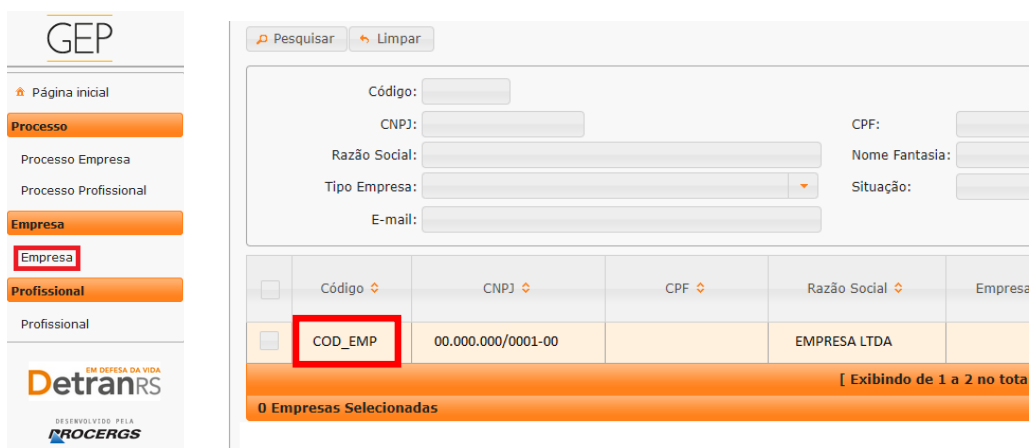 GEP
Página inicial
Processo
Processo Empresa
Processo Profissional
Empresa
Empresa
Profissional
Profissional
EM DEFESA DA VIDA
DetranRS
DESENVOLVIDO PELA
PROCERGS
Pesquisar Limpar
Código:
CNPJ: CPF:
Razão Social: Nome Fantasia:
Tipo Empresa: Situação:
E-mail:
Código CNPJ CPF Razão Social Empresa
COD_EMP 00.000.000/0001-00 EMPRESA LTDA
[ Exibindo de 1 a 2 no tota
0 Empresas Selecionadas